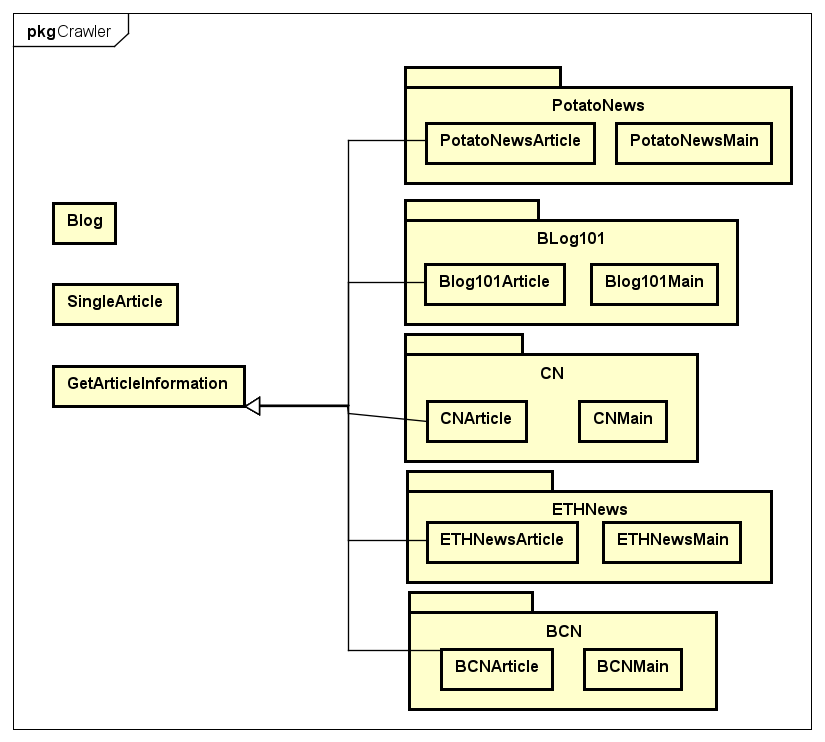 pkgCrawler
PotatoNews
PotatoNewsArticle
PotatoNewsMain
Blog
BLog101
Blog101Article
Blog101Main
SingleArticle
GetArticleInformation
CN
CNArticle
CNMain
ETHNews
ETHNewsArticle
ETHNewsMain
BCN
BCNArticle
BCNMain